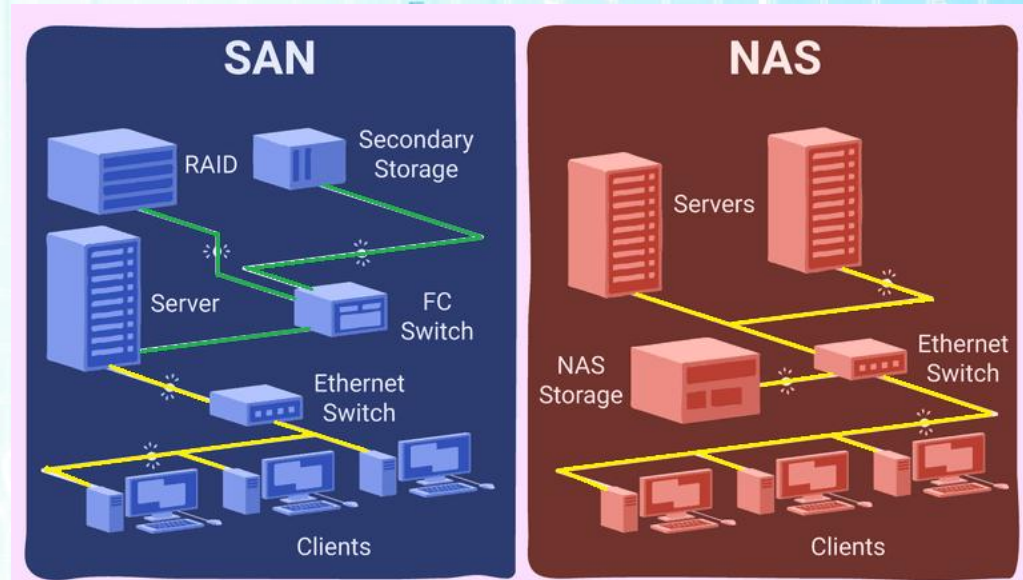 SAN
RAID
Secondary
Storage
Server
FC
Switch
Ethernet
Switch
Clients
NAS
Servers
NAS
Storage
Ethernet
Switch
Clients